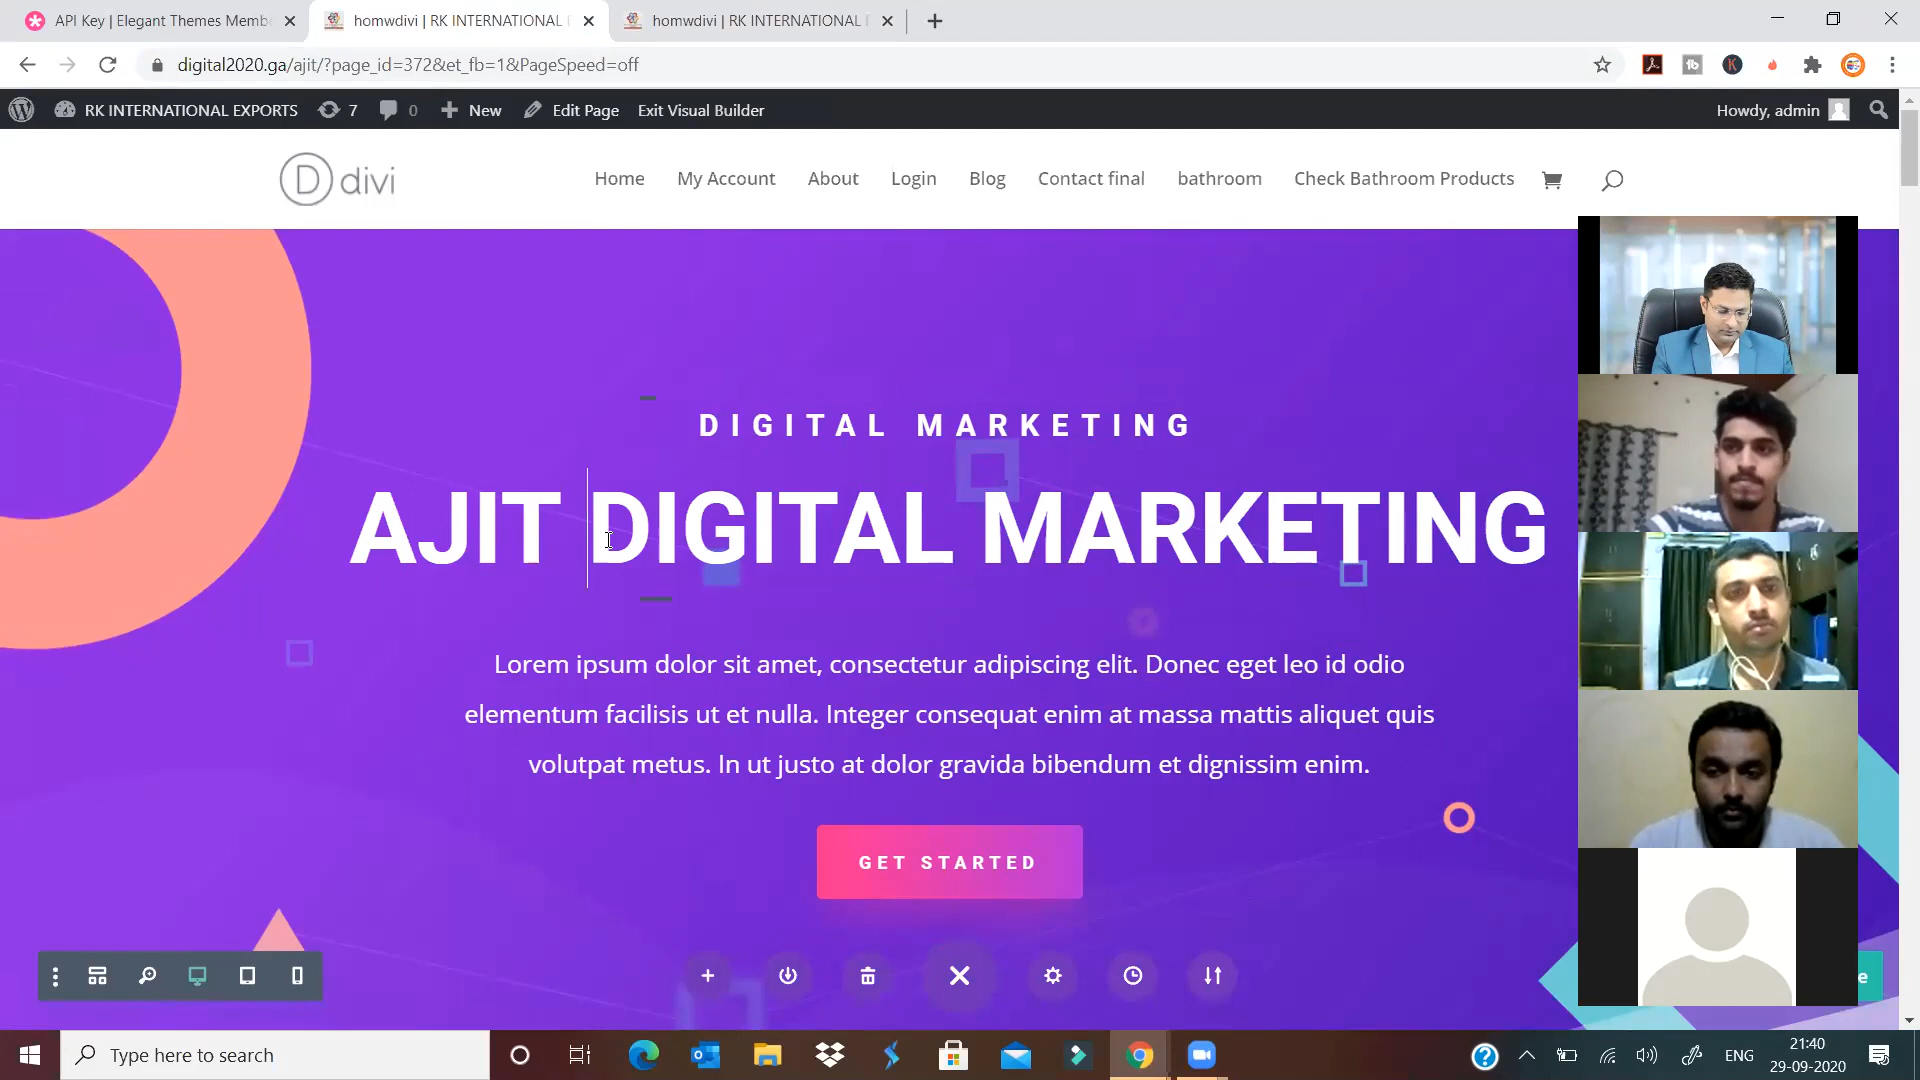 API Key | Elegant Themes Membe
homwdivi | RK INTERNATIONAL E
homwdivi | RK INTERNATIONAL
digital2020.ga/ajit/?page_id=372&et_fb=1&PageSpeed=off
RK INTERNATIONAL EXPORTS 7 0 New Edit Page Exit Visual Builder Howdy, admin
D divi
Home My Account About Login Blog Contact final bathroom Check Bathroom Products
DIGITAL MARKETING
AJIT DIGITAL MARKETING
Lorem ipsum dolor sit amet, consectetur adipiscing elit. Donec eget leo id odio
elementum facilisis ut et nulla. Integer consequat enim at massa mattis aliquet quis
volutpat metus. In ut justo at dolor gravida bibendum et dignissim enim.
GET STARTED
e
Type here to search
ENG
21:40
29-09-2020